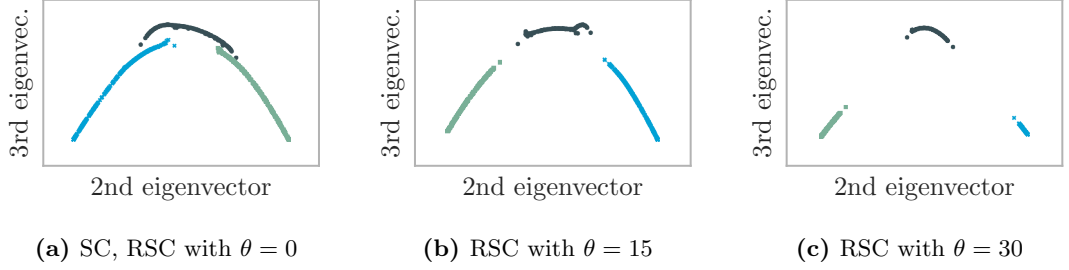 3rd eigenvec.
2nd eigenvector
(a) SC, RSC with θ = 0
3rd eigenvec.
2nd eigenvector
(b) RSC with θ = 15
3rd eigenvec.
2nd eigenvector
(c) RSC with θ = 30